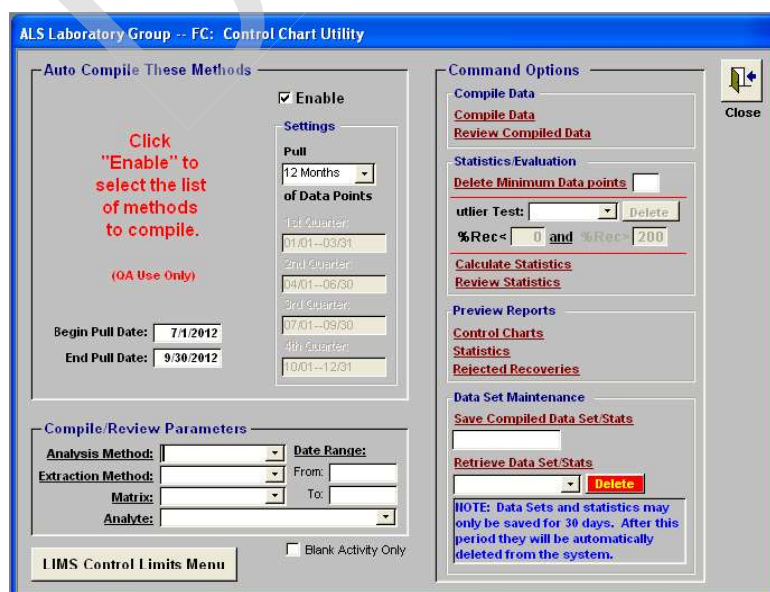 ALS Laboratory Group -- FC: Control Chart Utility
Auto Compile These Methods
Enable
Click
"Enable" to
select the list
of methods
to compile.
(QA Use Only)
Begin Pull Date: 7/1/2012
End Pull Date: 9/30/2012
Settings
Pull
12 Months
of Data Points
1st Quarter:
01/01--03/31
2nd Quarter:
04/01--06/30
3rd Quarter:
07/01--09/30
4th Quarter:
10/01--12/31
Compile/Review Parameters
Analysis Method:
Extraction Method:
Matrix:
Analyte:
Date Range:
From:
To:
Blank Activity Only
LIMS Control Limits Menu
Command Options
Compile Data
Compile Data
Review Compiled Data
Statistics/Evaluation
Delete Minimum Data points
utlier Test: Delete
%Rec< 0 and %Rec> 200
Calculate Statistics
Review Statistics
Preview Reports
Control Charts
Statistics
Rejected Recoveries
Data Set Maintenance
Save Compiled Data Set/Stats
Retrieve Data Set/Stats
Delete
NOTE: Data Sets and statistics may
only be saved for 30 days. After this
period they will be automatically
deleted from the system.
Close